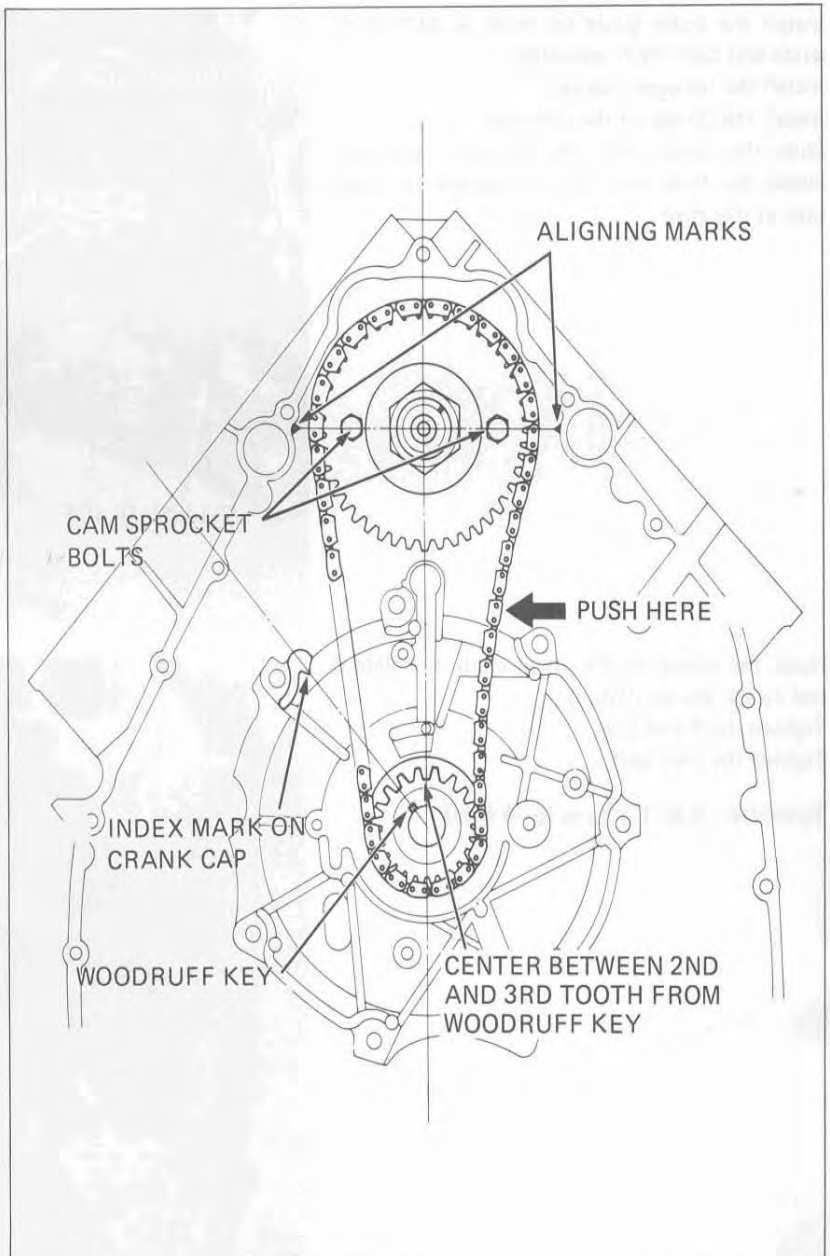 ALIGNING MARKS
CAM SPROCKET
BOLTS
PUSH HERE
INDEX MARK ON
CRANK CAP
WOODRUFF KEY
CENTER BETWEEN 2ND
AND 3RD TOOTH FROM
WOODRUFF KEY